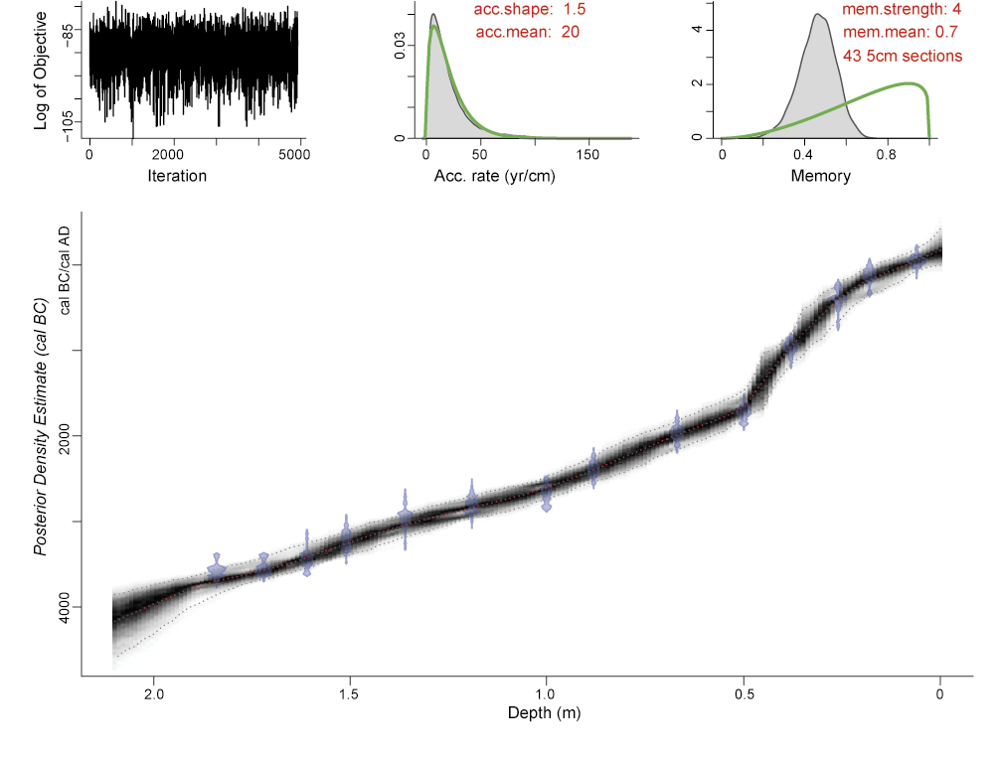 Log of Objective
−85
−105
0
2000
5000
Iteration
acc.shape: 1.5
acc.mean: 20
0.03
0
0
50
150
Acc. rate (yr/cm)
mem.strength: 4
mem.mean: 0.7
43 5cm sections
4
2
0
0
0.4
0.8
Memory
Posterior Density Estimate (cal BC)
cal BC/cal AD
2000
4000
2.0
1.5
1.0
0.5
0
Depth (m)